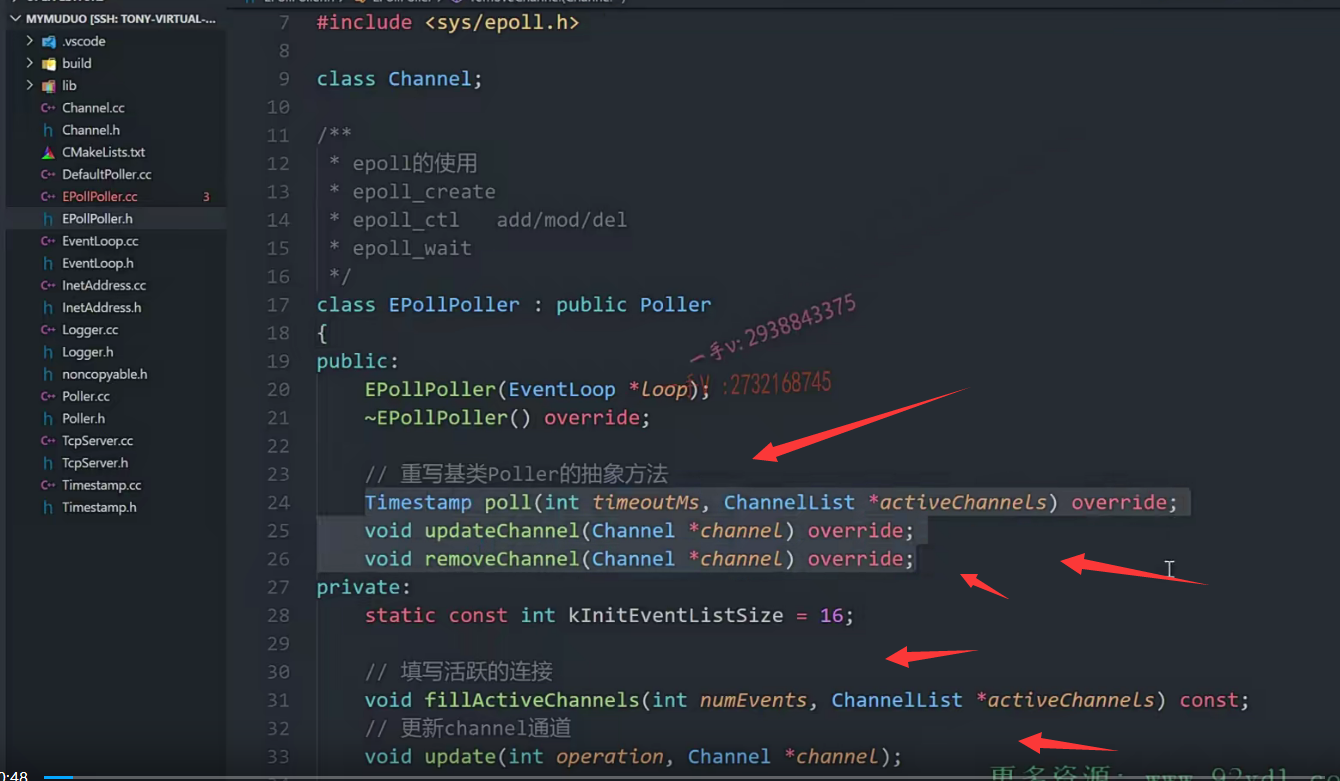 MYMUDUO [SSH: TONY-VIRTUAL-...
.vscode
build
lib
Channel.cc
Channel.h
CMakeLists.txt
DefaultPoller.cc
EPollPoller.cc 3
EPollPoller.h
EventLoop.cc
EventLoop.h
InetAddress.cc
InetAddress.h
Logger.cc
Logger.h
noncopyable.h
Poller.cc
Poller.h
TcpServer.cc
TcpServer.h
Timestamp.cc
Timestamp.h
7 #include <sys/epoll.h>
8
9 class Channel;
10
11 /**
12 * epoll的使用
13 * epoll_create
14 * epoll_ctl add/mod/del
15 * epoll_wait
16 */
17 class EPollPoller : public Poller
18 {
19 public:
20 EPollPoller(EventLoop *loop);
21 ~EPollPoller() override;
22
23 // 重写基类Poller的抽象方法
24 Timestamp poll(int timeoutMs, ChannelList *activeChannels) override;
25 void updateChannel(Channel *channel) override;
26 void removeChannel(Channel *channel) override;
27 private:
28 static const int kInitEventListSize = 16;
29
30 // 填写活跃的连接
31 void fillActiveChannels(int numEvents, ChannelList *activeChannels) const;
32 // 更新channel通道
33 void update(int operation, Channel *channel);
一手v:2938843375
:2732168745
0:48